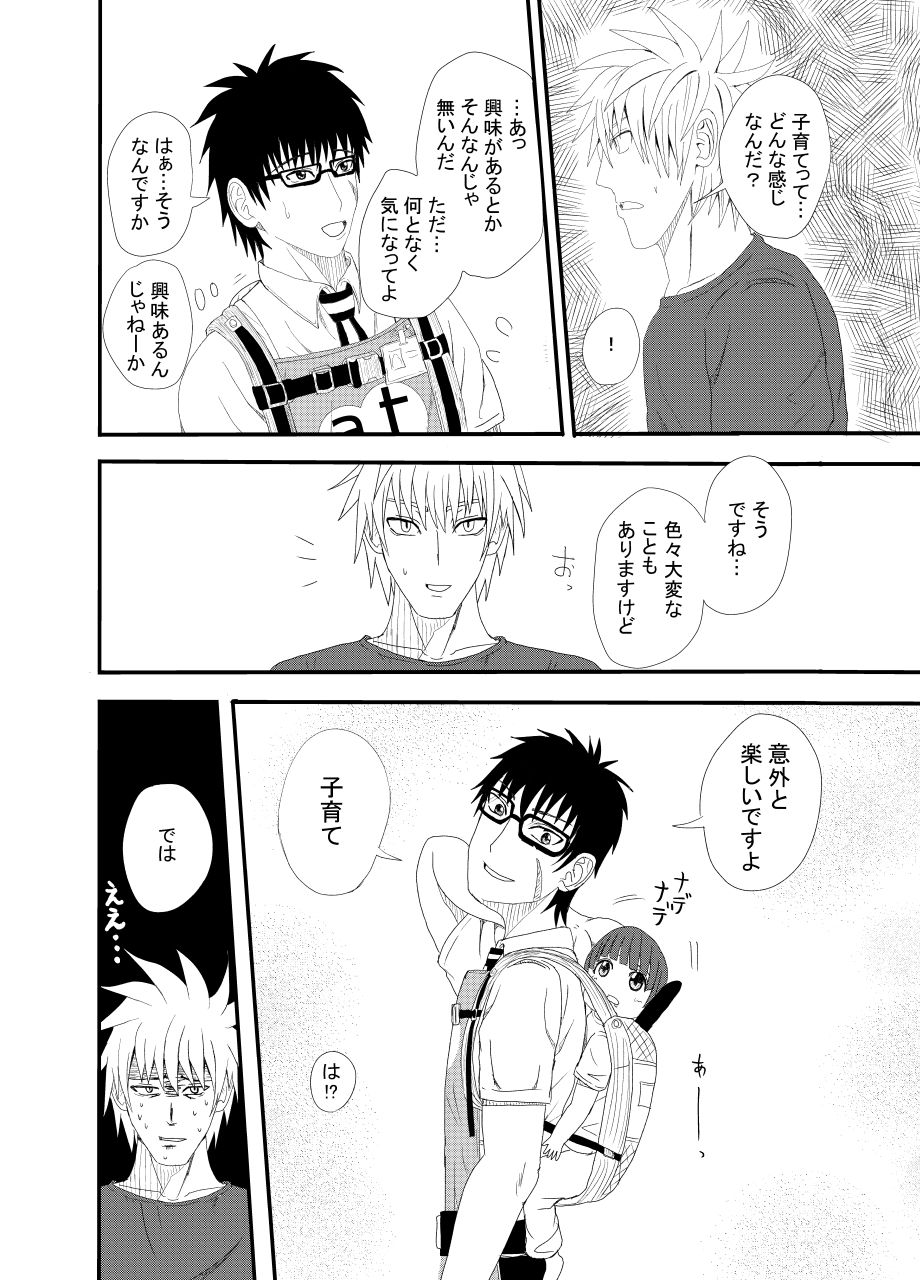 子育てって…
どんな感じ
なんだ?
!
…あっ
興味があるとか
そんなんじゃ
無いんだ
ただ…
何となく
気になってよ
はぁ…そう
なんですか
興味あるん
じゃねーか
at
そう
ですね…
色々大変な
ことも
ありますけど
おっ
意外と
楽しいですよ
子育て
ナデ
ナデ
ぁーっ
は!?
では
ええ…